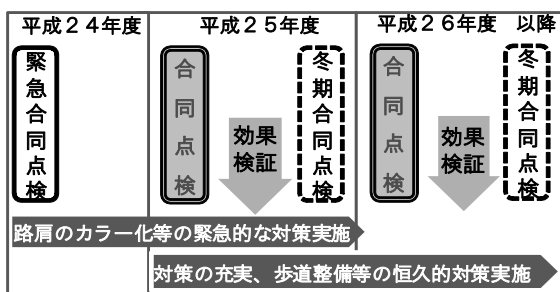 平成２４年度
平成２５年度
平成２６年度　以降
緊急合同点検
合同点検
効果
検証
冬期合同点検
合同点検
効果
検証
冬期合同点検
路肩のカラー化等の緊急的な対策実施
対策の充実、歩道整備等の恒久的対策実施